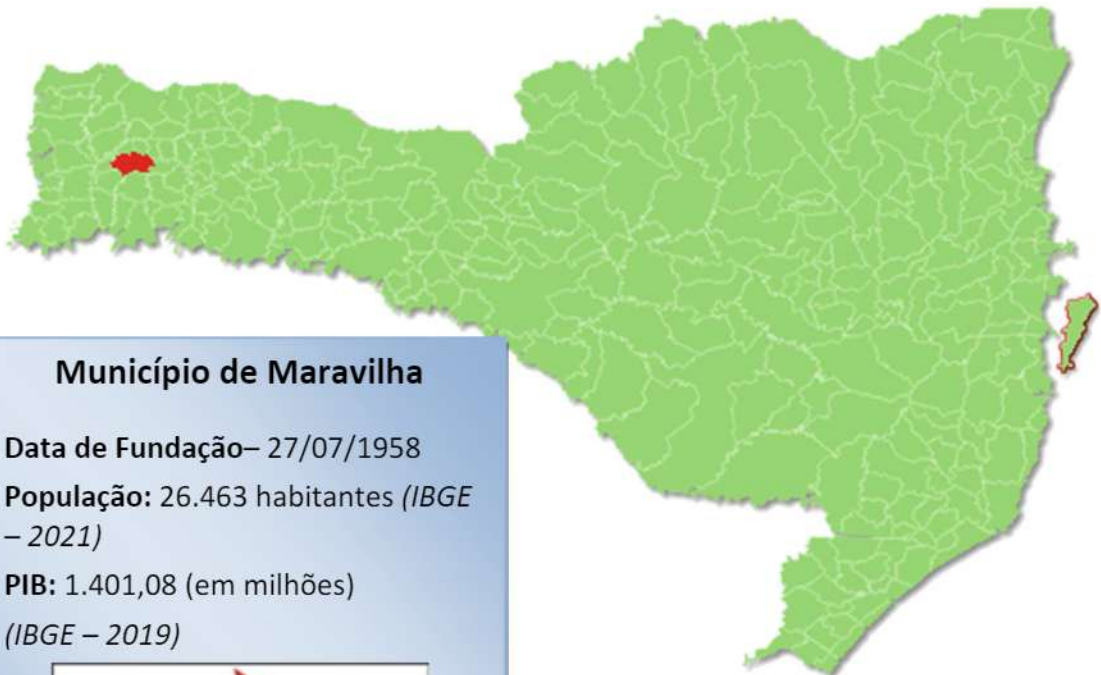 Município de Maravilha
Data de Fundação– 27/07/1958
População: 26.463 habitantes (IBGE
– 2021)
PIB: 1.401,08 (em milhões)
(IBGE – 2019)